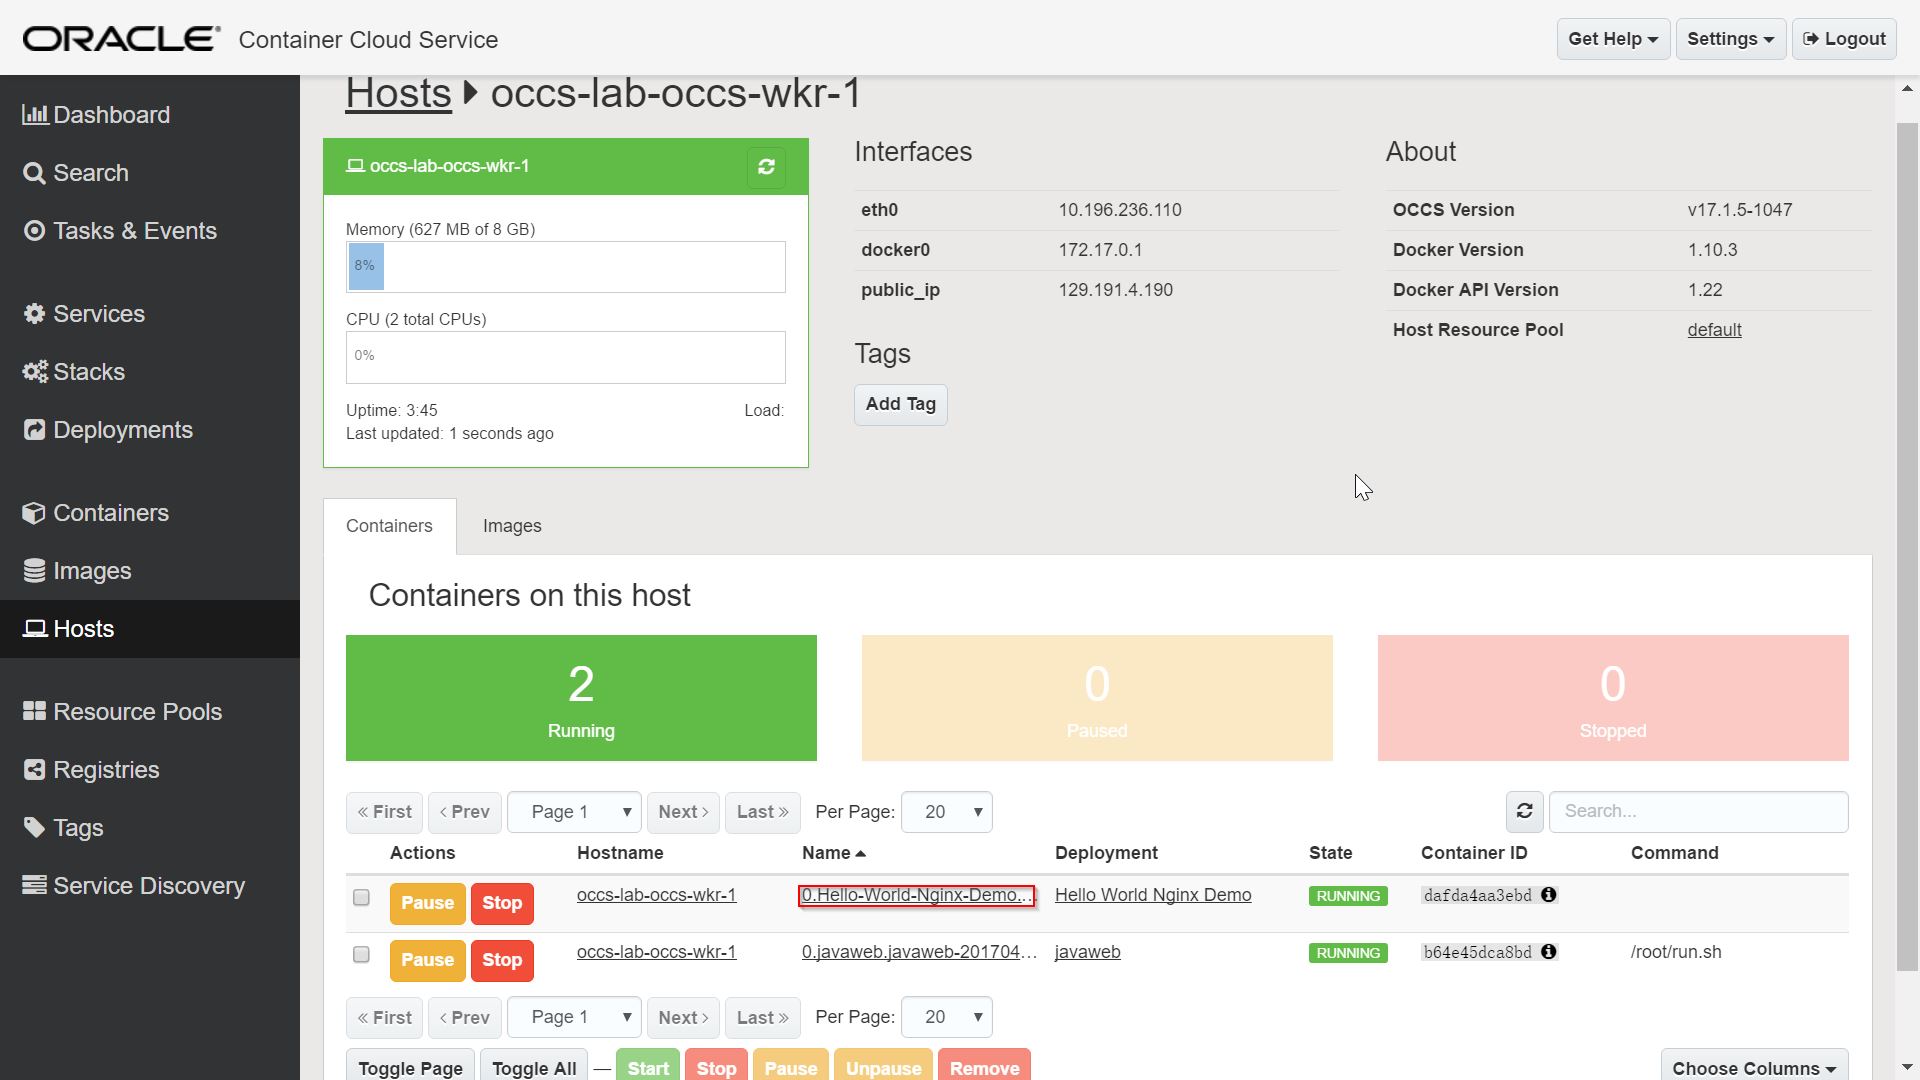 ORACLE Container Cloud Service
Get Help
Settings
Logout
Dashboard
Search
Tasks & Events
Services
Stacks
Deployments
Containers
Images
Hosts
Resource Pools
Registries
Tags
Service Discovery
Hosts occs-lab-occs-wkr-1
occs-lab-occs-wkr-1
Memory (627 MB of 8 GB)
8%
CPU (2 total CPUs)
0%
Uptime: 3:45 Load:
Last updated: 1 seconds ago
Interfaces
eth0 10.196.236.110
docker0 172.17.0.1
public_ip 129.191.4.190
Tags
Add Tag
About
OCCS Version v17.1.5-1047
Docker Version 1.10.3
Docker API Version 1.22
Host Resource Pool default
Containers Images
Containers on this host
2
Running
0
Paused
0
Stopped
« First ‹ Prev Page 1 Next › Last » Per Page: 20 Search...
Actions Hostname Name Deployment State Container ID Command
Pause Stop occs-lab-occs-wkr-1 0.Hello-World-Nginx-Demo.... Hello World Nginx Demo RUNNING dafda4aa3ebd
Pause Stop occs-lab-occs-wkr-1 0.javaweb.javaweb-201704... javaweb RUNNING b64e45dca8bd /root/run.sh
« First ‹ Prev Page 1 Next › Last » Per Page: 20
Toggle Page Toggle All — Start Stop Pause Unpause Remove Choose Columns